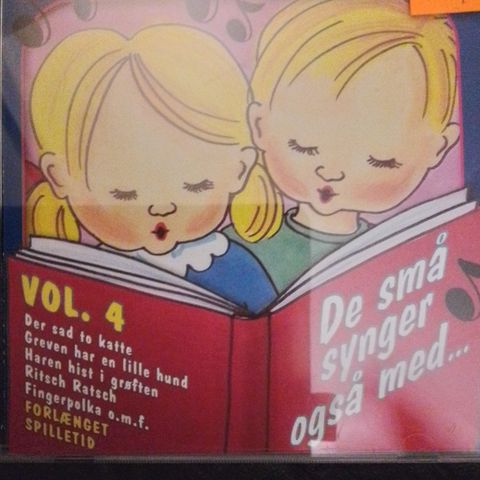 VOL. 4
Der sad to katte
Greven har en lille hund
Haren hist i grøften
Ritsch Ratsch
Fingerpolka o.m.f.
FORLÆNGET
SPILLETID
De små
synger
også med...